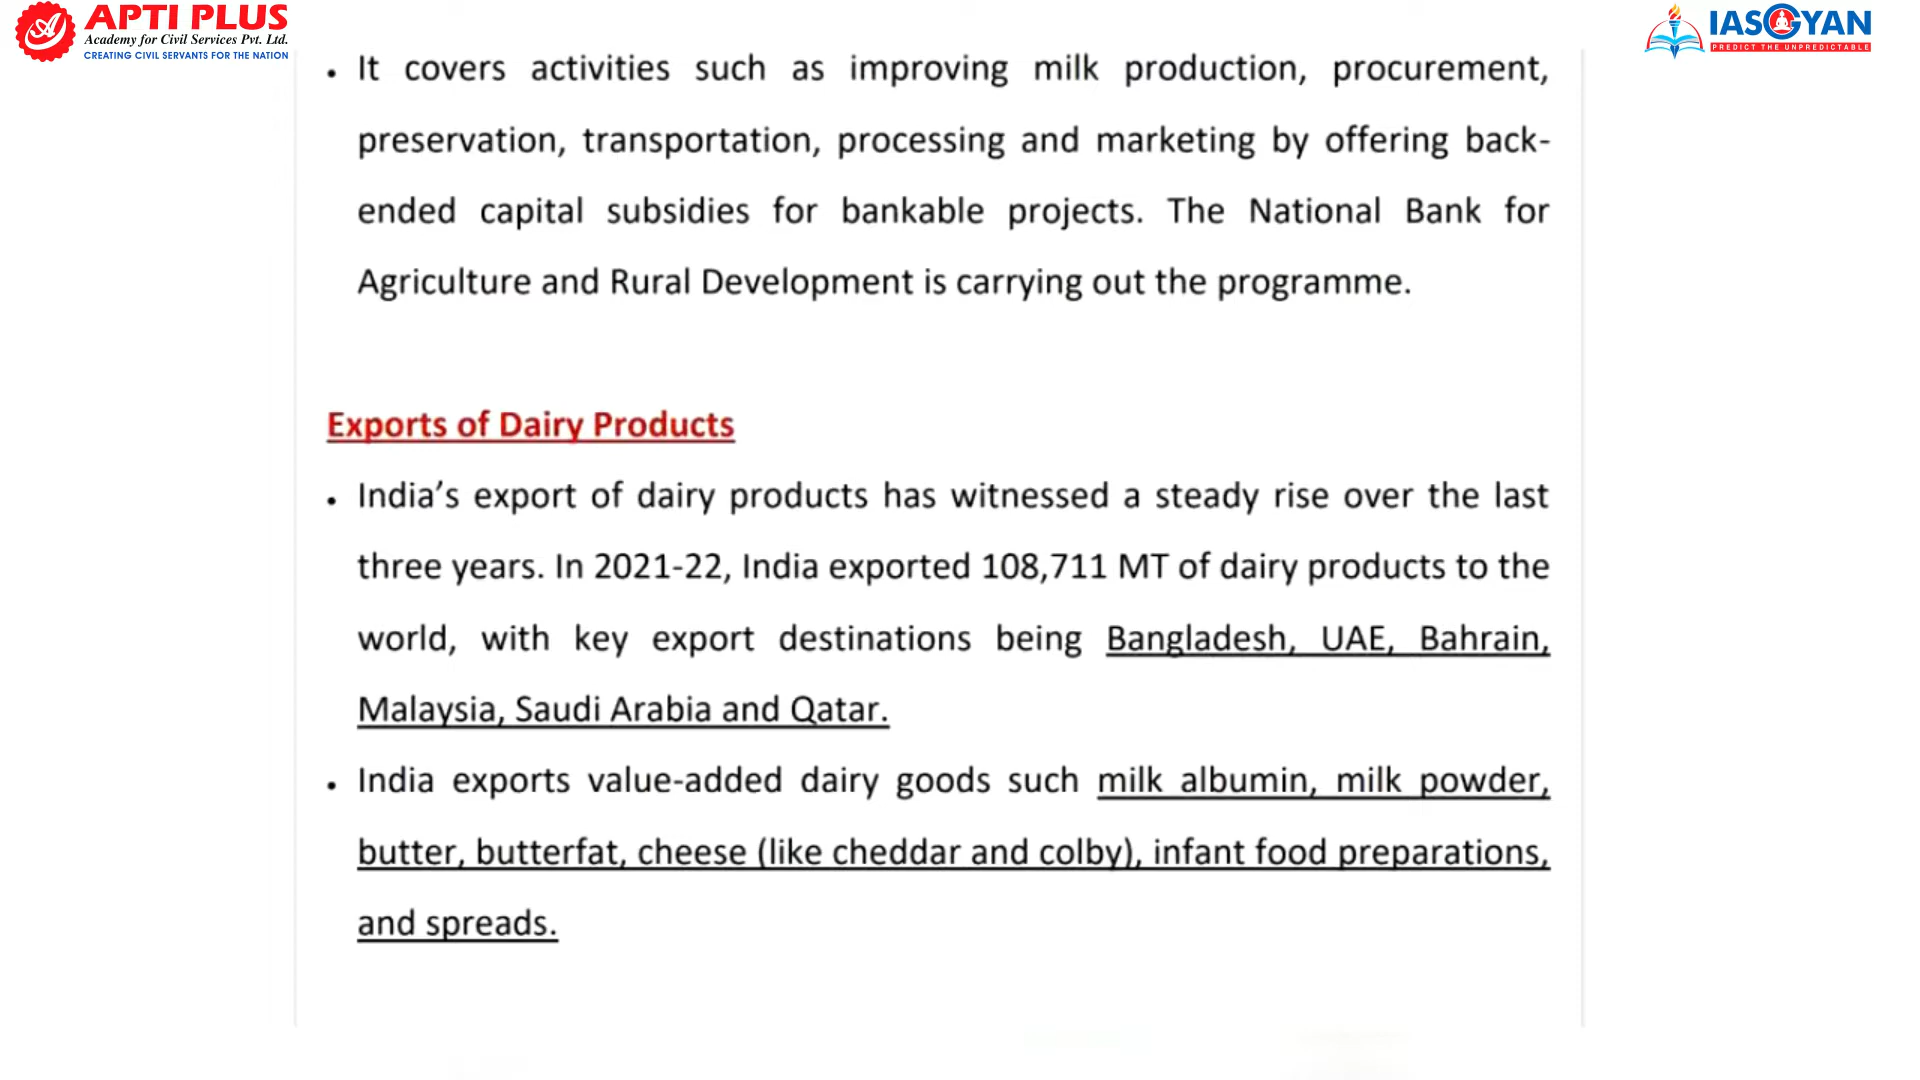 APTI PLUS
Academy for Civil Services Pvt. Ltd.
CREATING CIVIL SERVANTS FOR THE NATION
IASGYAN
PREDICT THE UNPREDICTABLE
• It covers activities such as improving milk production, procurement,
preservation, transportation, processing and marketing by offering back-
ended capital subsidies for bankable projects. The National Bank for
Agriculture and Rural Development is carrying out the programme.
Exports of Dairy Products
• India’s export of dairy products has witnessed a steady rise over the last
three years. In 2021-22, India exported 108,711 MT of dairy products to the
world, with key export destinations being Bangladesh, UAE, Bahrain,
Malaysia, Saudi Arabia and Qatar.
• India exports value-added dairy goods such milk albumin, milk powder,
butter, butterfat, cheese (like cheddar and colby), infant food preparations,
and spreads.